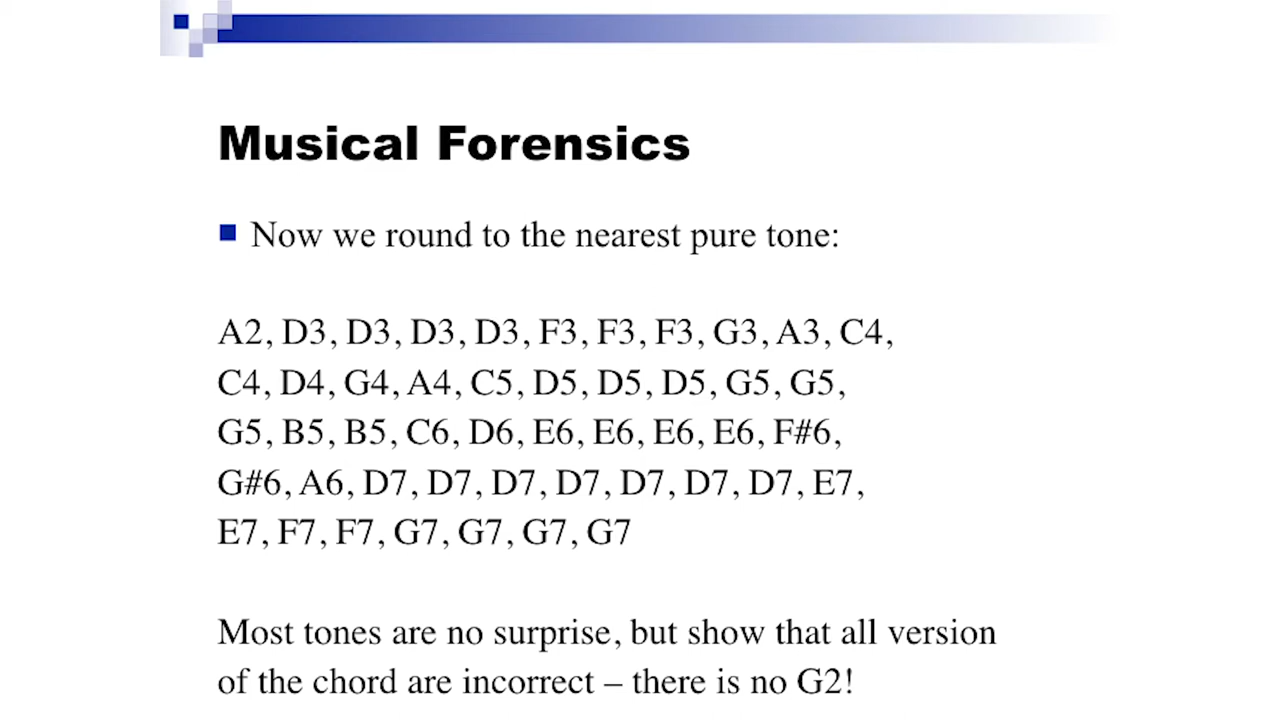 Musical Forensics
Now we round to the nearest pure tone:
A2, D3, D3, D3, D3, F3, F3, F3, G3, A3, C4,
C4, D4, G4, A4, C5, D5, D5, D5, G5, G5,
G5, B5, B5, C6, D6, E6, E6, E6, E6, F#6,
G#6, A6, D7, D7, D7, D7, D7, D7, D7, E7,
E7, F7, F7, G7, G7, G7, G7
Most tones are no surprise, but show that all version
of the chord are incorrect – there is no G2!